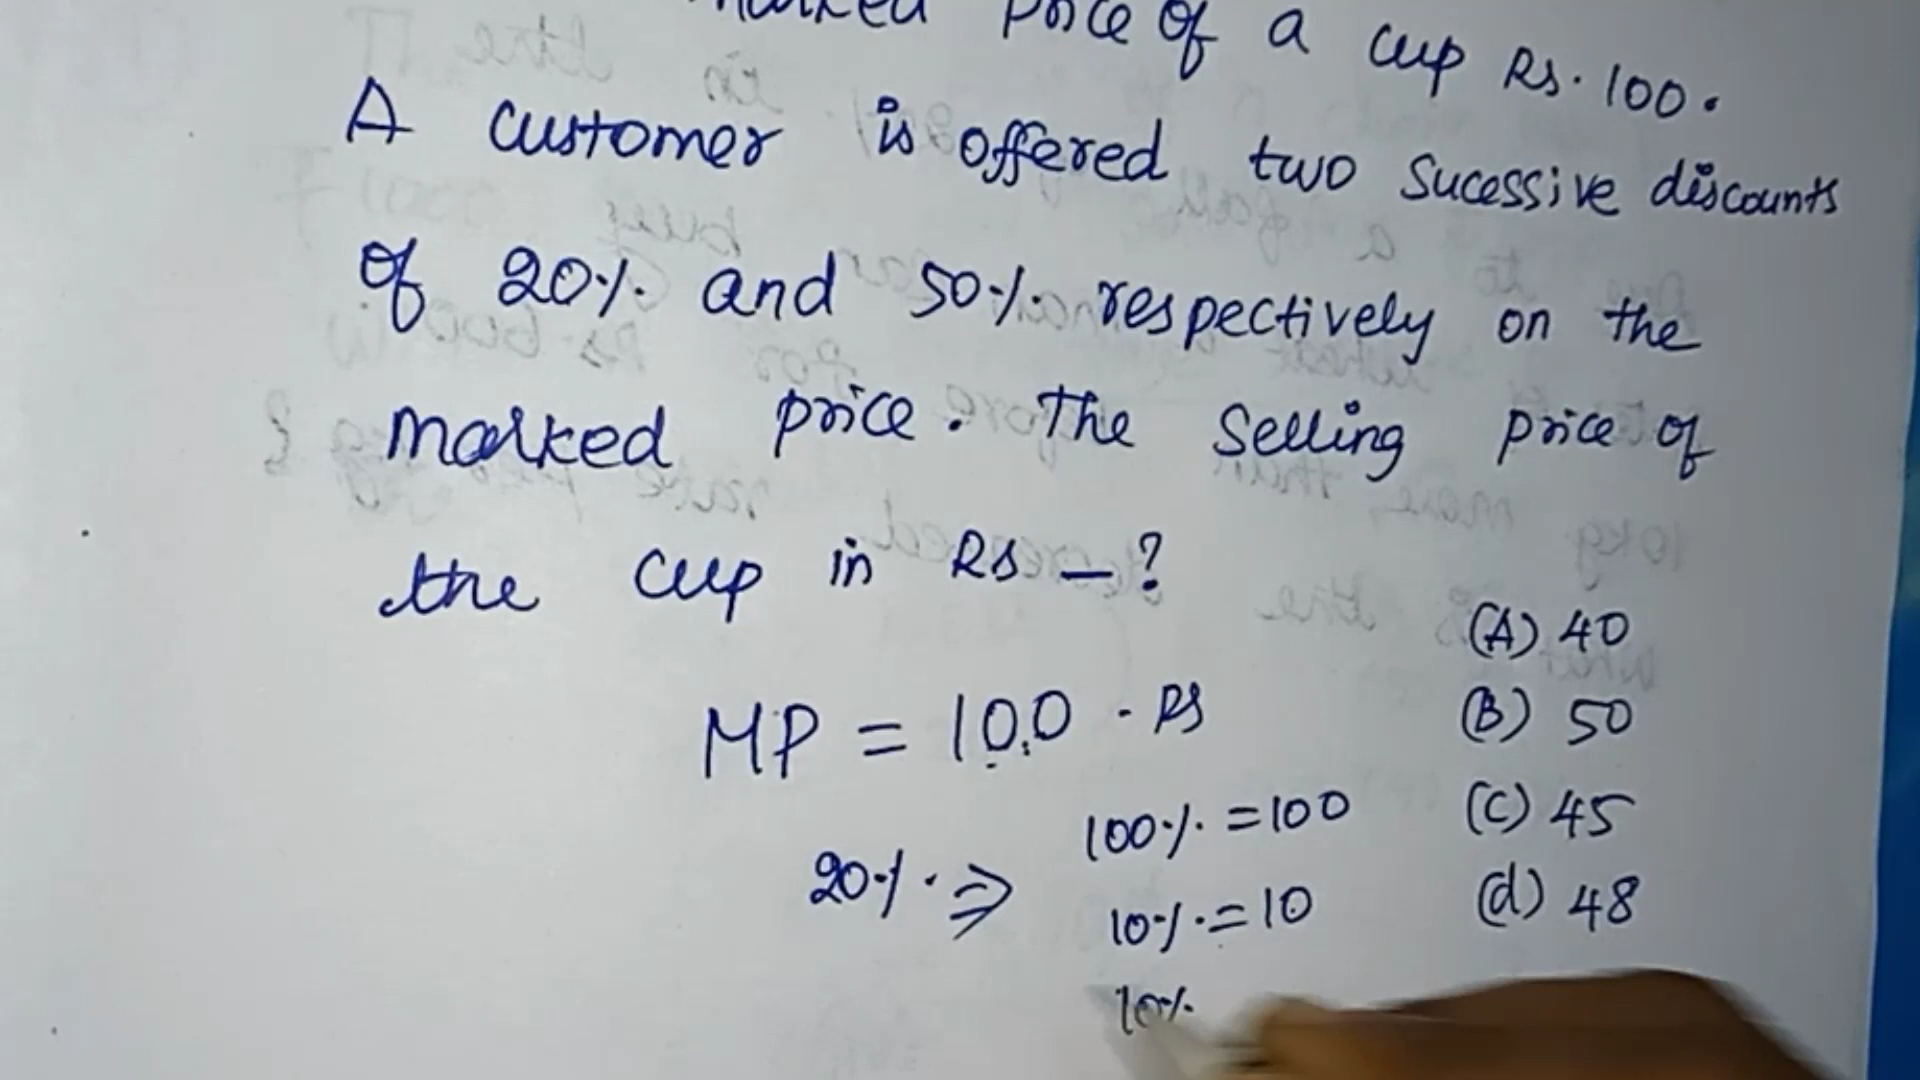 marked price of a cup Rs. 100.
A customer is offered two sucessive discounts
of 20% and 50% respectively on the
marked price. The selling price of
the cup in Rs _ ?
(A) 40
MP = 100 - Rs
(B) 50
100% = 100
(C) 45
20% ⇒
10% = 10
(d) 48
10%